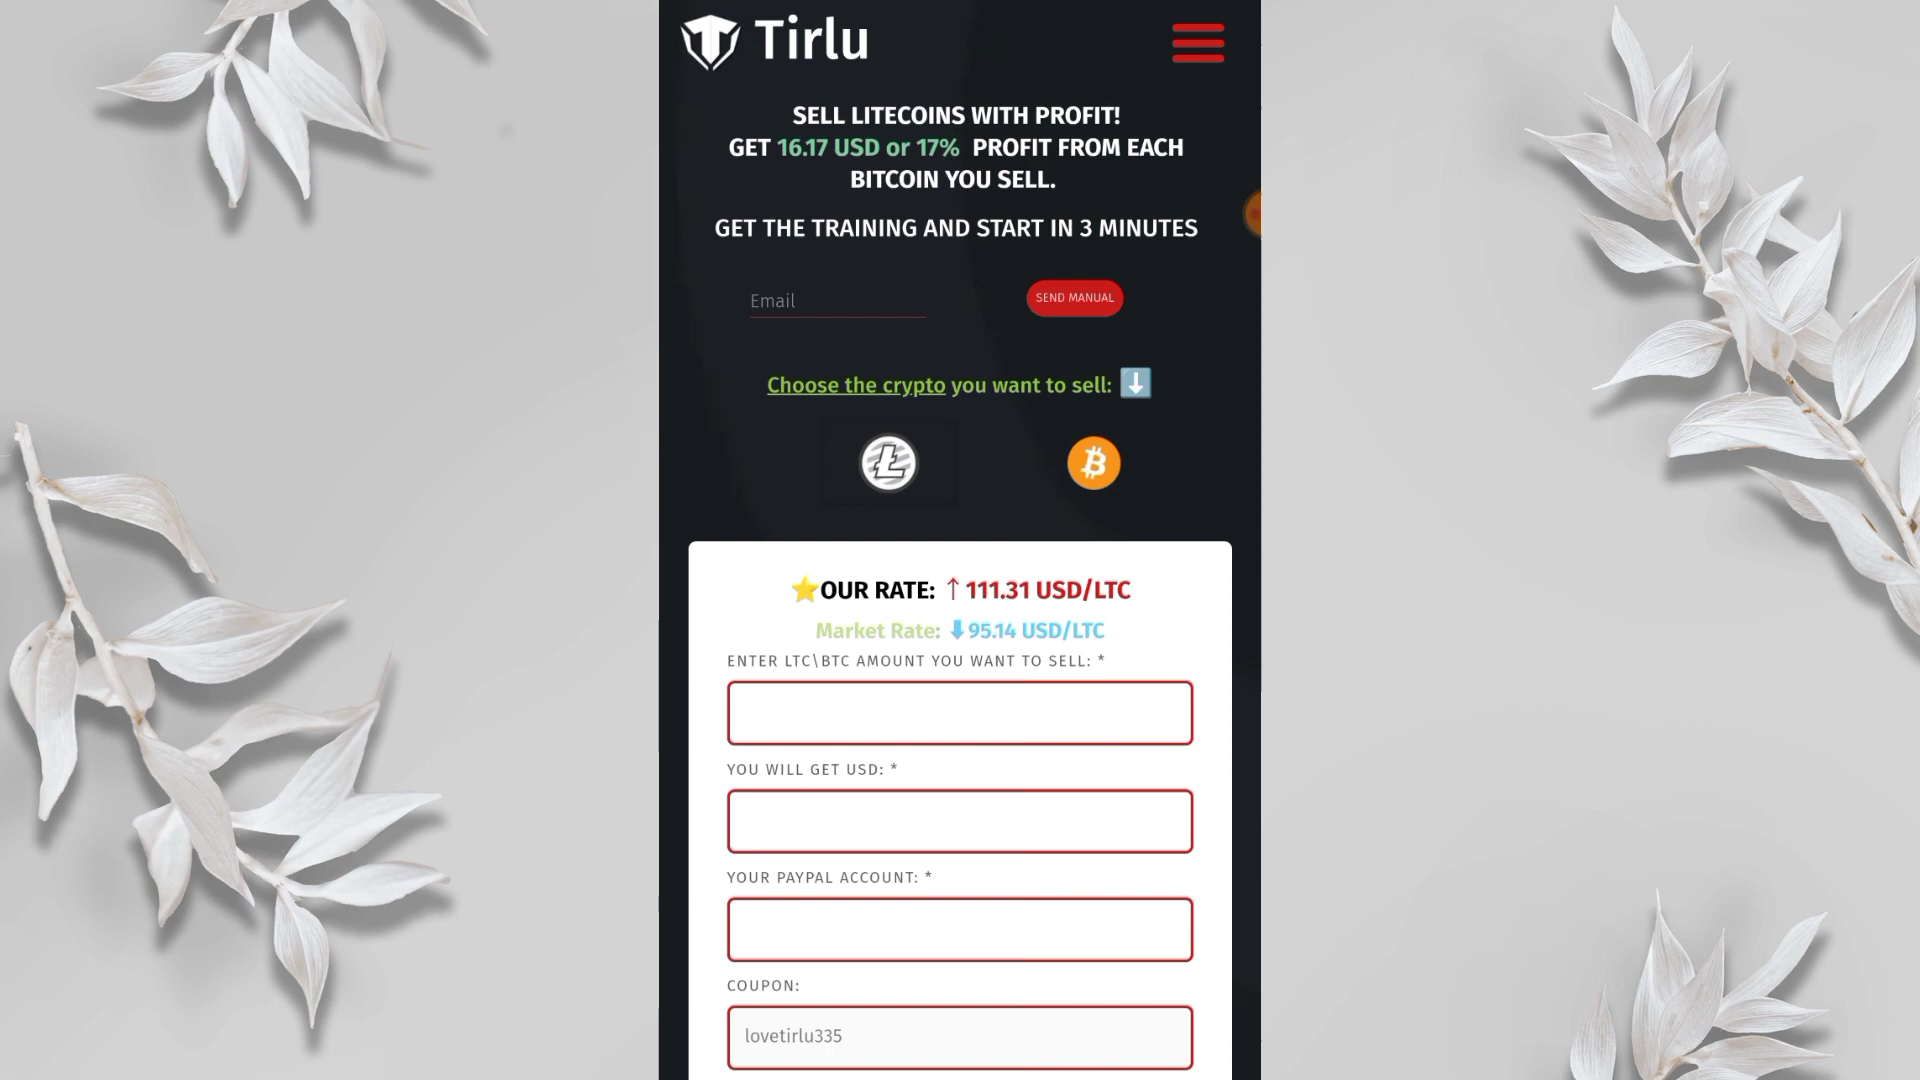 Tirlu
SELL LITECOINS WITH PROFIT!
GET 16.17 USD or 17% PROFIT FROM EACH
BITCOIN YOU SELL.
GET THE TRAINING AND START IN 3 MINUTES
Email
SEND MANUAL
Choose the crypto you want to sell: ⬇️
⭐OUR RATE: ↑ 111.31 USD/LTC
Market Rate: ⬇95.14 USD/LTC
ENTER LTC\BTC AMOUNT YOU WANT TO SELL: *
YOU WILL GET USD: *
YOUR PAYPAL ACCOUNT: *
COUPON:
lovetirlu335